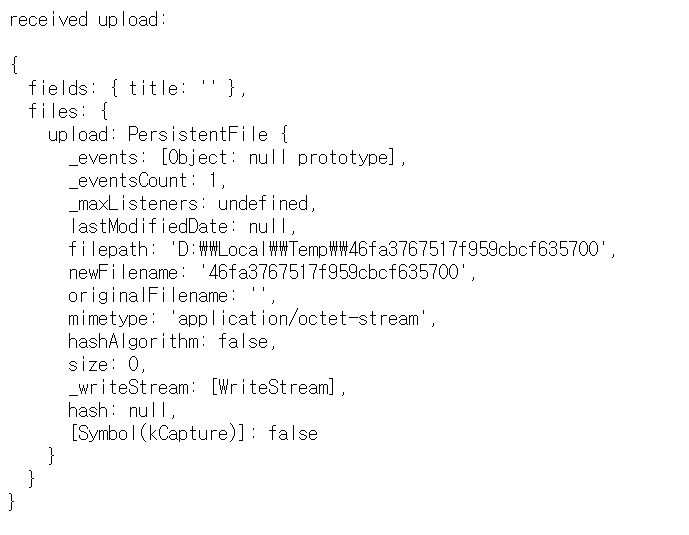 received upload:
{
fields: { title: '' },
files: {
upload: PersistentFile {
_events: [Object: null prototype],
_eventsCount: 1,
_maxListeners: undefined,
lastModifiedDate: null,
filepath: 'D:₩₩Local₩₩Temp₩₩46fa3767517f959cbcf635700',
newFilename: '46fa3767517f959cbcf635700',
originalFilename: '',
mimetype: 'application/octet-stream',
hashAlgorithm: false,
size: 0,
_writeStream: [WriteStream],
hash: null,
[Symbol(kCapture)]: false
}
}
}